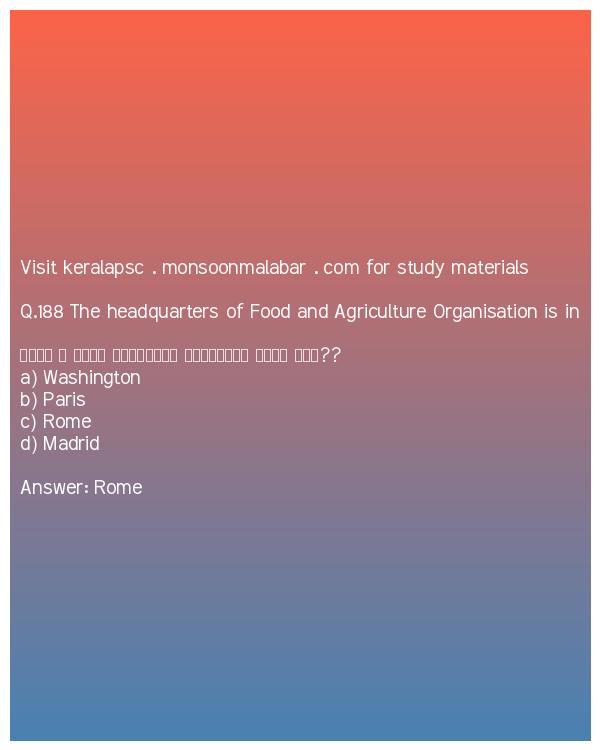 Visit keralapsc . monsoonmalabar . com for study materials
Q.188 The headquarters of Food and Agriculture Organisation is in
??
a) Washington
b) Paris
c) Rome
d) Madrid
Answer: Rome